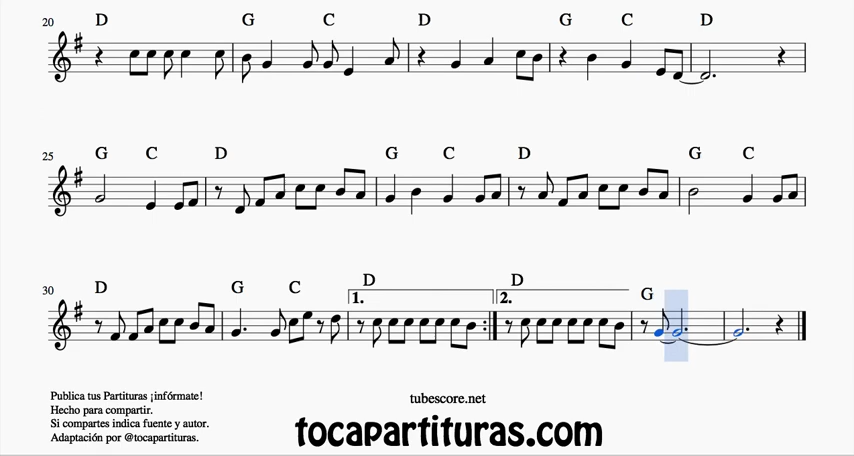 20 D G C D G C D
25 G C D G C D G C
30 D G C 1. D 2. D G
Publica tus Partituras ¡infórmate!
Hecho para compartir.
Si compartes indica fuente y autor.
Adaptación por @tocapartituras.
tubescore.net
tocapartituras.com